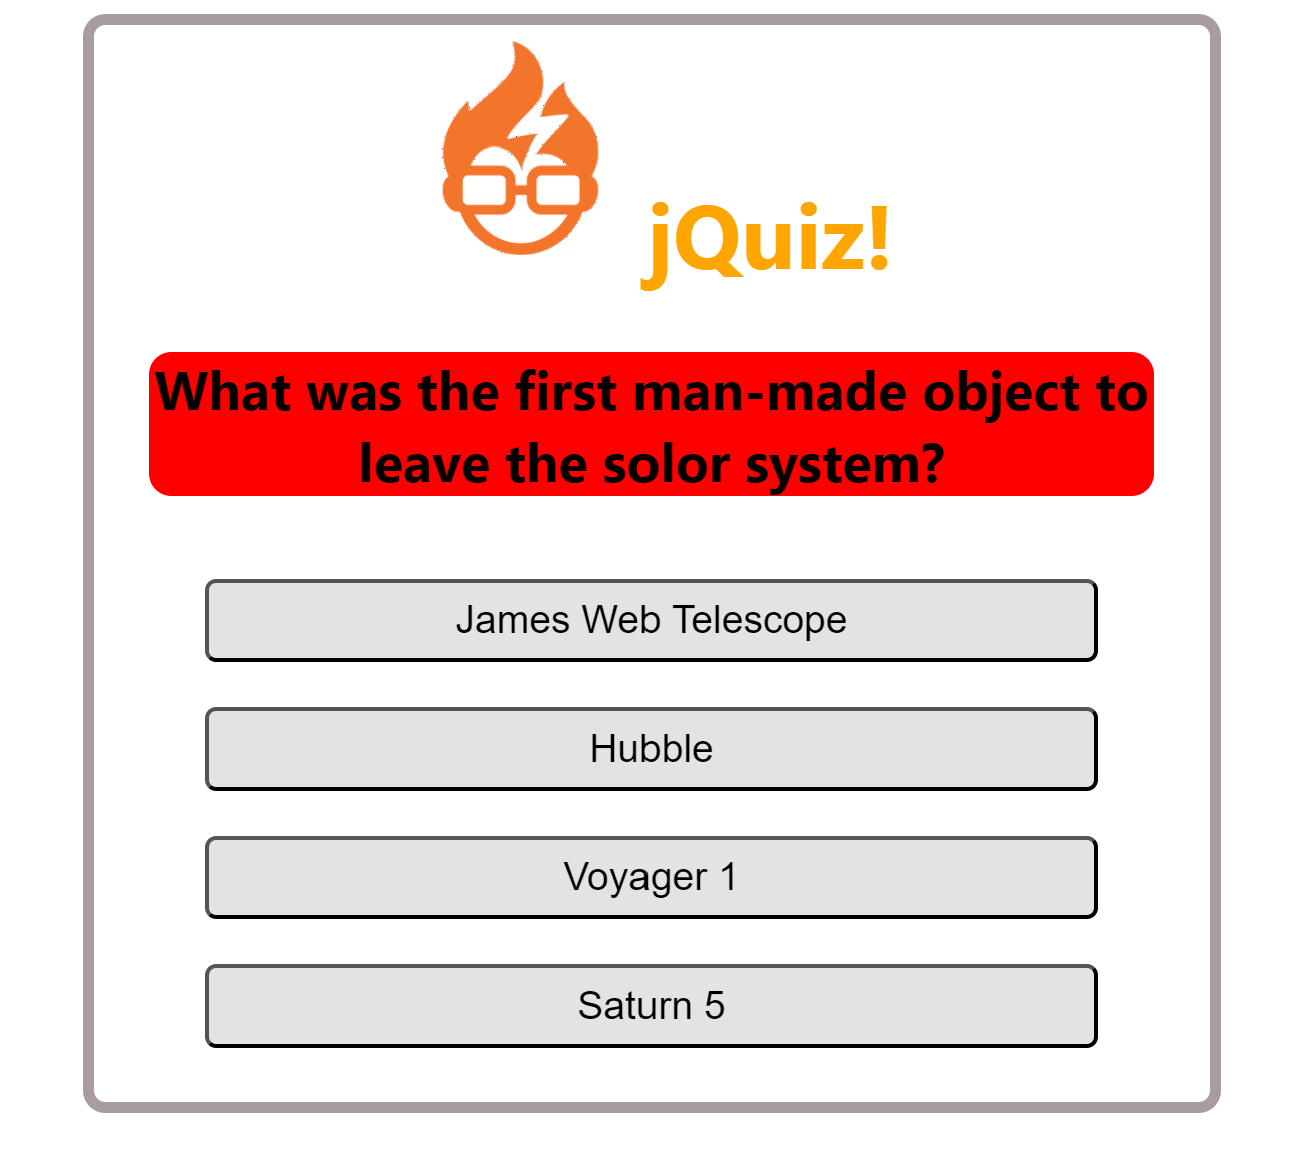 jQuiz!
What was the first man-made object to
leave the solor system?
James Web Telescope
Hubble
Voyager 1
Saturn 5